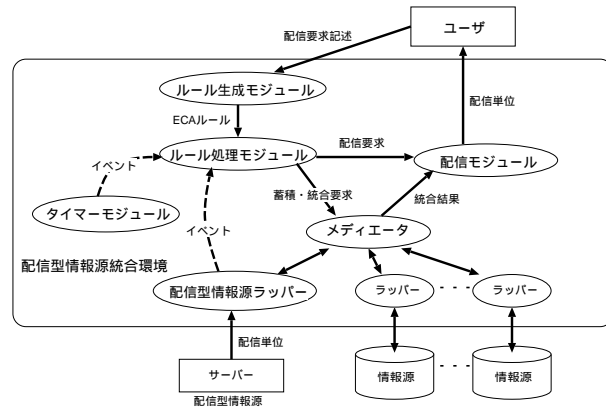 ユーザ
配信要求記述
ルール生成モジュール
配信単位
ECAルール
ルール処理モジュール
配信要求
配信モジュール
イベント
蓄積・統合要求
統合結果
タイマーモジュール
イベント
メディエータ
配信型情報源統合環境
配信型情報源ラッパー
ラッパー
ラッパー
配信単位
サーバー
情報源
情報源
配信型情報源